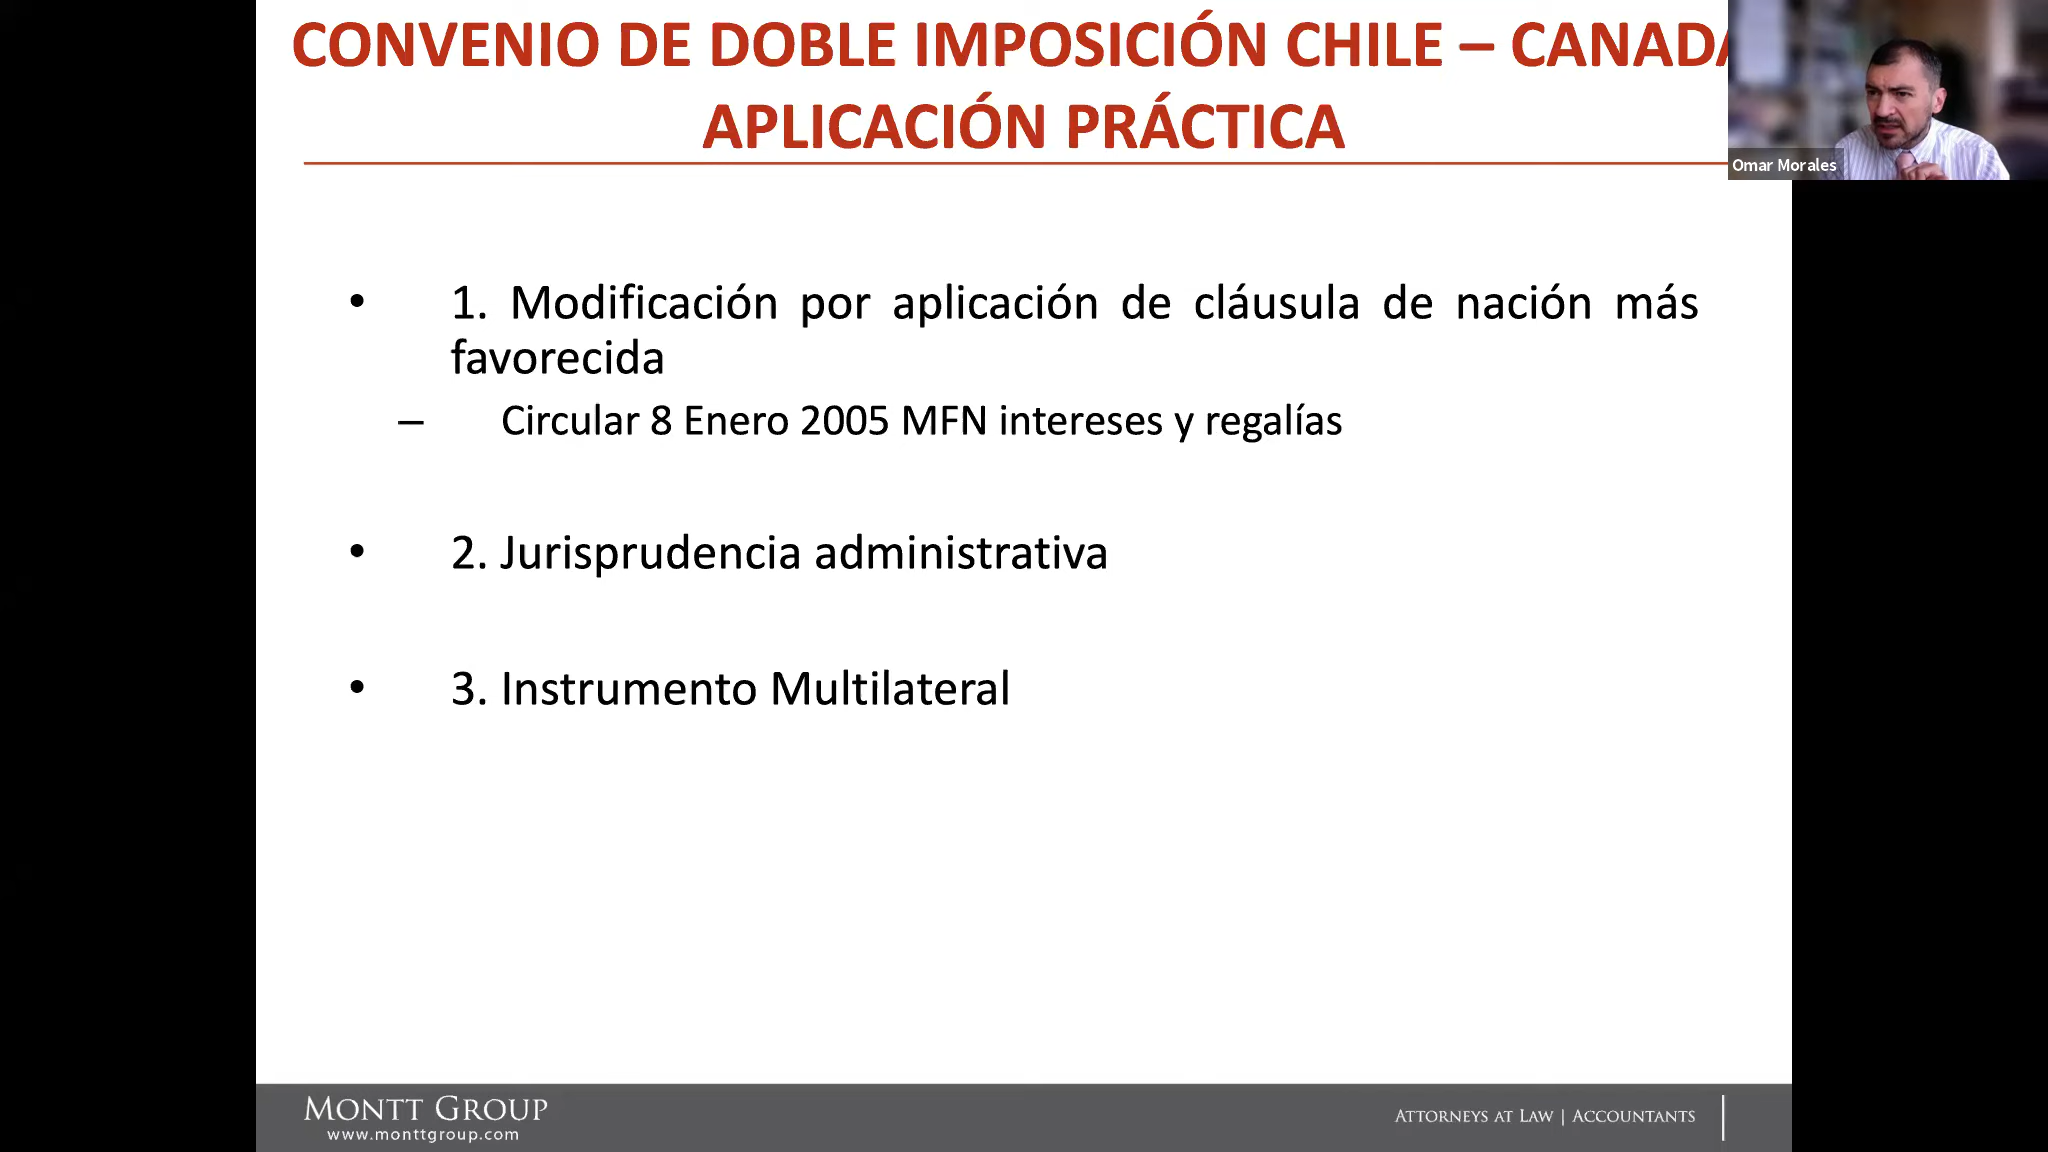 CONVENIO DE DOBLE IMPOSICIÓN CHILE – CANADA
APLICACIÓN PRÁCTICA
Omar Morales
• 1. Modificación por aplicación de cláusula de nación más
favorecida
– Circular 8 Enero 2005 MFN intereses y regalías
• 2. Jurisprudencia administrativa
• 3. Instrumento Multilateral
MONTT GROUP
www.monttgroup.com
ATTORNEYS AT LAW | ACCOUNTANTS